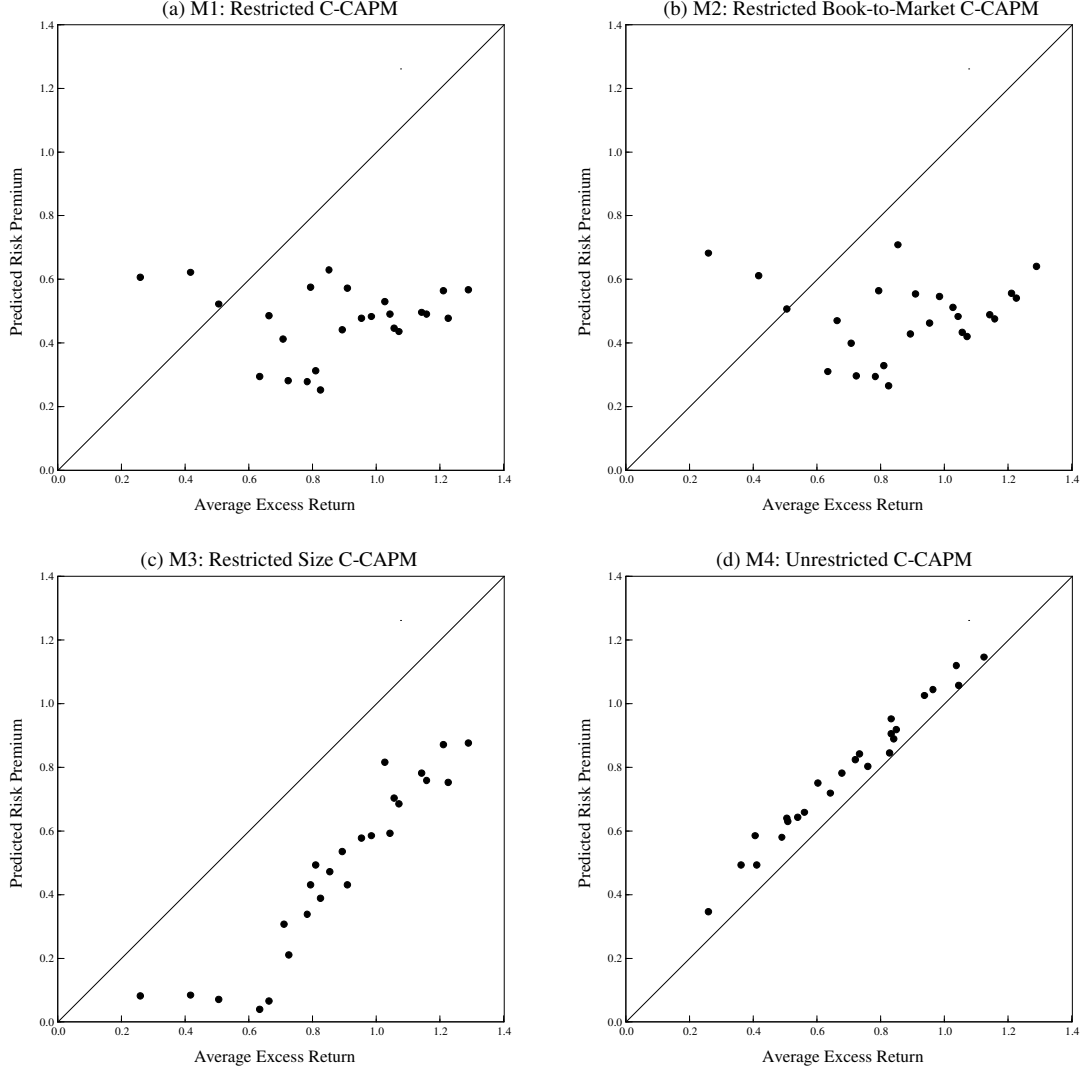 (a) M1: Restricted C-CAPM
1.4
1.2
1.0
0.8
0.6
0.4
0.2
0.0
Predicted Risk Premium
0.0 0.2 0.4 0.6 0.8 1.0 1.2 1.4
Average Excess Return
(b) M2: Restricted Book-to-Market C-CAPM
1.4
1.2
1.0
0.8
0.6
0.4
0.2
0.0
Predicted Risk Premium
0.0 0.2 0.4 0.6 0.8 1.0 1.2 1.4
Average Excess Return
(c) M3: Restricted Size C-CAPM
1.4
1.2
1.0
0.8
0.6
0.4
0.2
0.0
Predicted Risk Premium
0.0 0.2 0.4 0.6 0.8 1.0 1.2 1.4
Average Excess Return
(d) M4: Unrestricted C-CAPM
1.4
1.2
1.0
0.8
0.6
0.4
0.2
0.0
Predicted Risk Premium
0.0 0.2 0.4 0.6 0.8 1.0 1.2 1.4
Average Excess Return